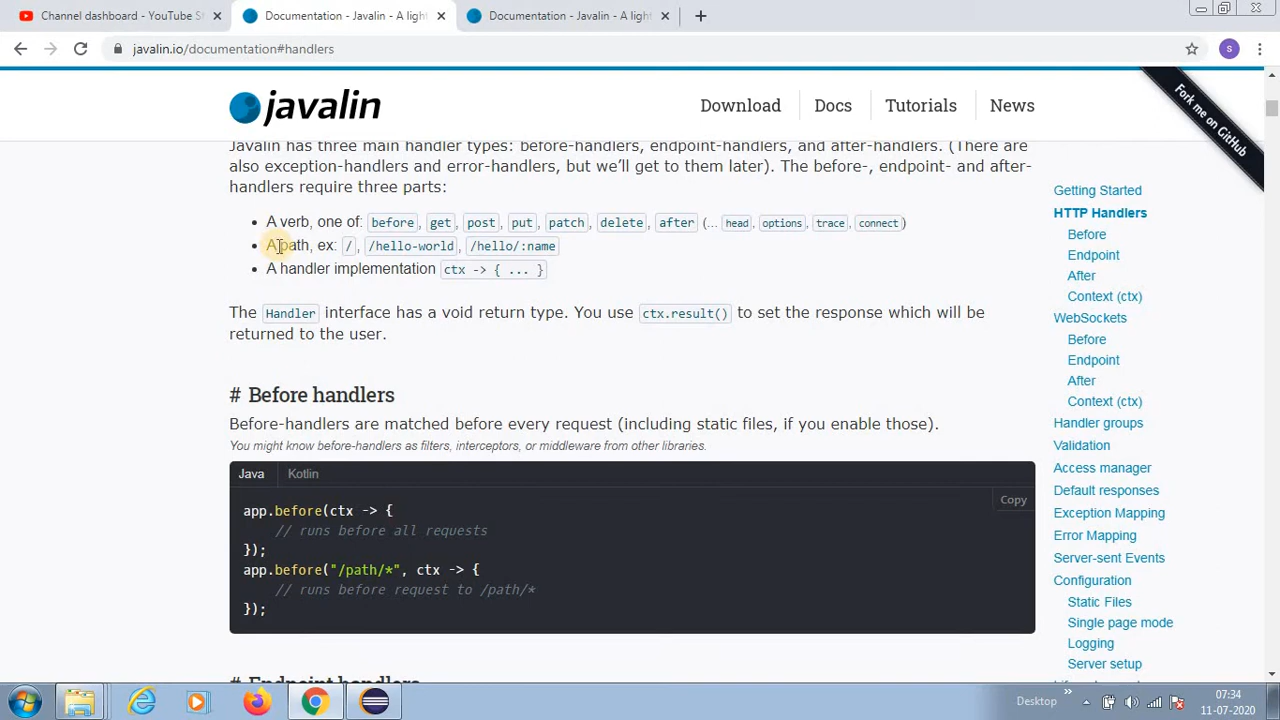 Channel dashboard - YouTube St
Documentation - Javalin - A light
Documentation - Javalin - A light
javalin.io/documentation#handlers
S
javalin
Download
Docs
Tutorials
News
Fork me on GitHub
Javalin has three main handler types: before-handlers, endpoint-handlers, and after-handlers. (There are
also exception-handlers and error-handlers, but we'll get to them later). The before-, endpoint- and after-
handlers require three parts:
• A verb, one of: before, get, post, put, patch, delete, after (... head, options, trace, connect)
• A path, ex: /, /hello-world, /hello/:name
• A handler implementation ctx -> { ... }
The Handler interface has a void return type. You use ctx.result() to set the response which will be
returned to the user.
# Before handlers
Before-handlers are matched before every request (including static files, if you enable those).
You might know before-handlers as filters, interceptors, or middleware from other libraries.
Java Kotlin
Copy
app.before(ctx -> {
// runs before all requests
});
app.before("/path/*", ctx -> {
// runs before request to /path/*
});
# Endpoint handlers
Getting Started
HTTP Handlers
Before
Endpoint
After
Context (ctx)
WebSockets
Before
Endpoint
After
Context (ctx)
Handler groups
Validation
Access manager
Default responses
Exception Mapping
Error Mapping
Server-sent Events
Configuration
Static Files
Single page mode
Logging
Server setup
Desktop
07:34
11-07-2020